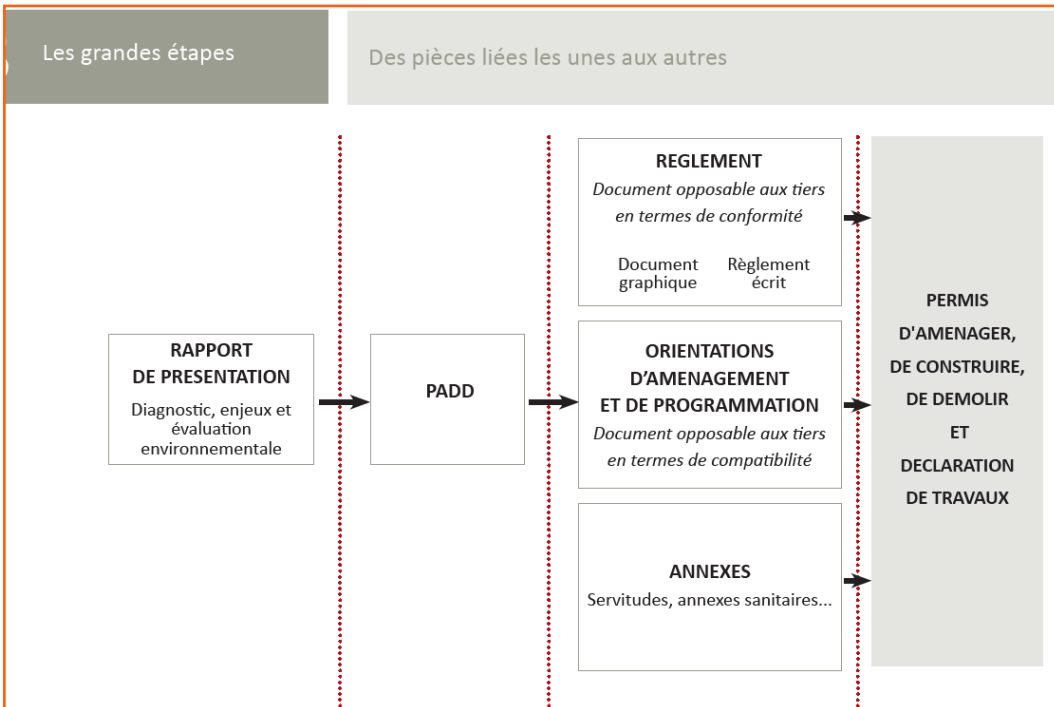 Les grandes étapes
Des pièces liées les unes aux autres
RAPPORT
DE PRESENTATION
Diagnostic, enjeux et
évaluation
environnementale
PADD
REGLEMENT
Document opposable aux tiers
en termes de conformité
Document
graphique
Règlement
écrit
ORIENTATIONS
D’AMENAGEMENT
ET DE PROGRAMMATION
Document opposable aux tiers
en termes de compatibilité
ANNEXES
Servitudes, annexes sanitaires...
PERMIS
D'AMENAGER,
DE CONSTRUIRE,
DE DEMOLIR
ET
DECLARATION
DE TRAVAUX